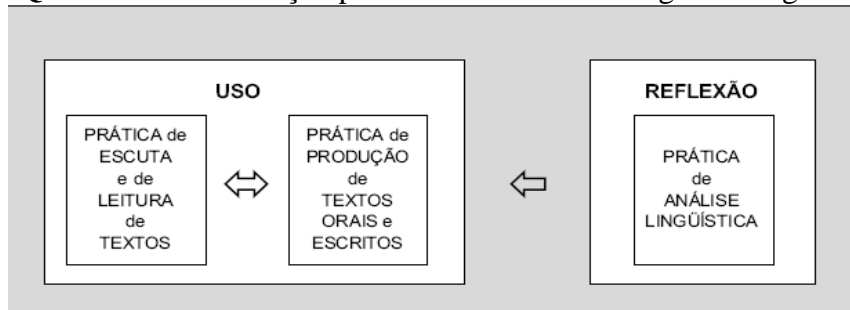 USO
PRÁTICA de
ESCUTA
e de
LEITURA
de
TEXTOS
PRÁTICA de
PRODUÇÃO
de
TEXTOS
ORAIS e
ESCRITOS
REFLEXÃO
PRÁTICA
de
ANÁLISE
LINGÜÍSTICA